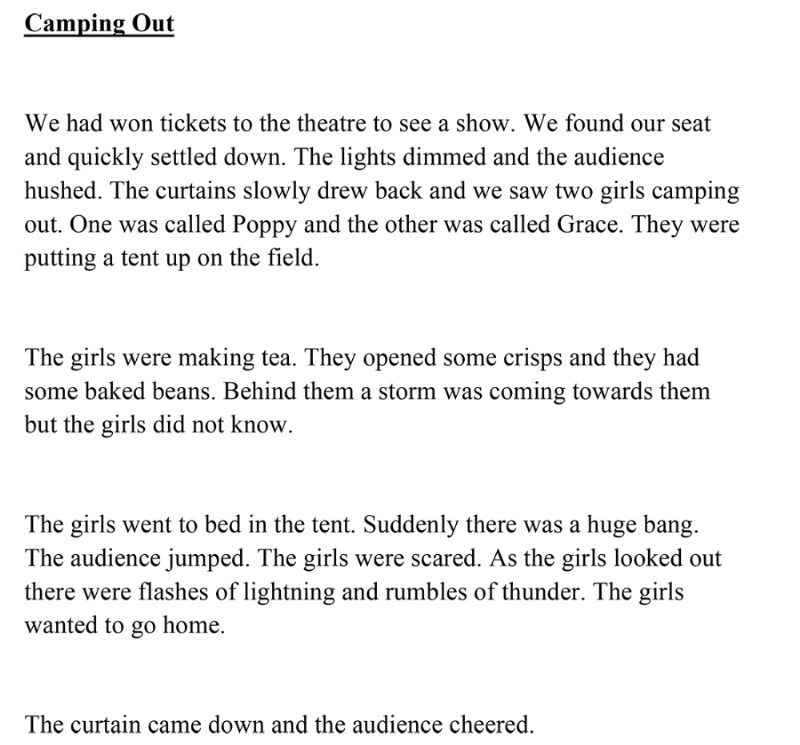 Camping Out
We had won tickets to the theatre to see a show. We found our seat
and quickly settled down. The lights dimmed and the audience
hushed. The curtains slowly drew back and we saw two girls camping
out. One was called Poppy and the other was called Grace. They were
putting a tent up on the field.
The girls were making tea. They opened some crisps and they had
some baked beans. Behind them a storm was coming towards them
but the girls did not know.
The girls went to bed in the tent. Suddenly there was a huge bang.
The audience jumped. The girls were scared. As the girls looked out
there were flashes of lightning and rumbles of thunder. The girls
wanted to go home.
The curtain came down and the audience cheered.